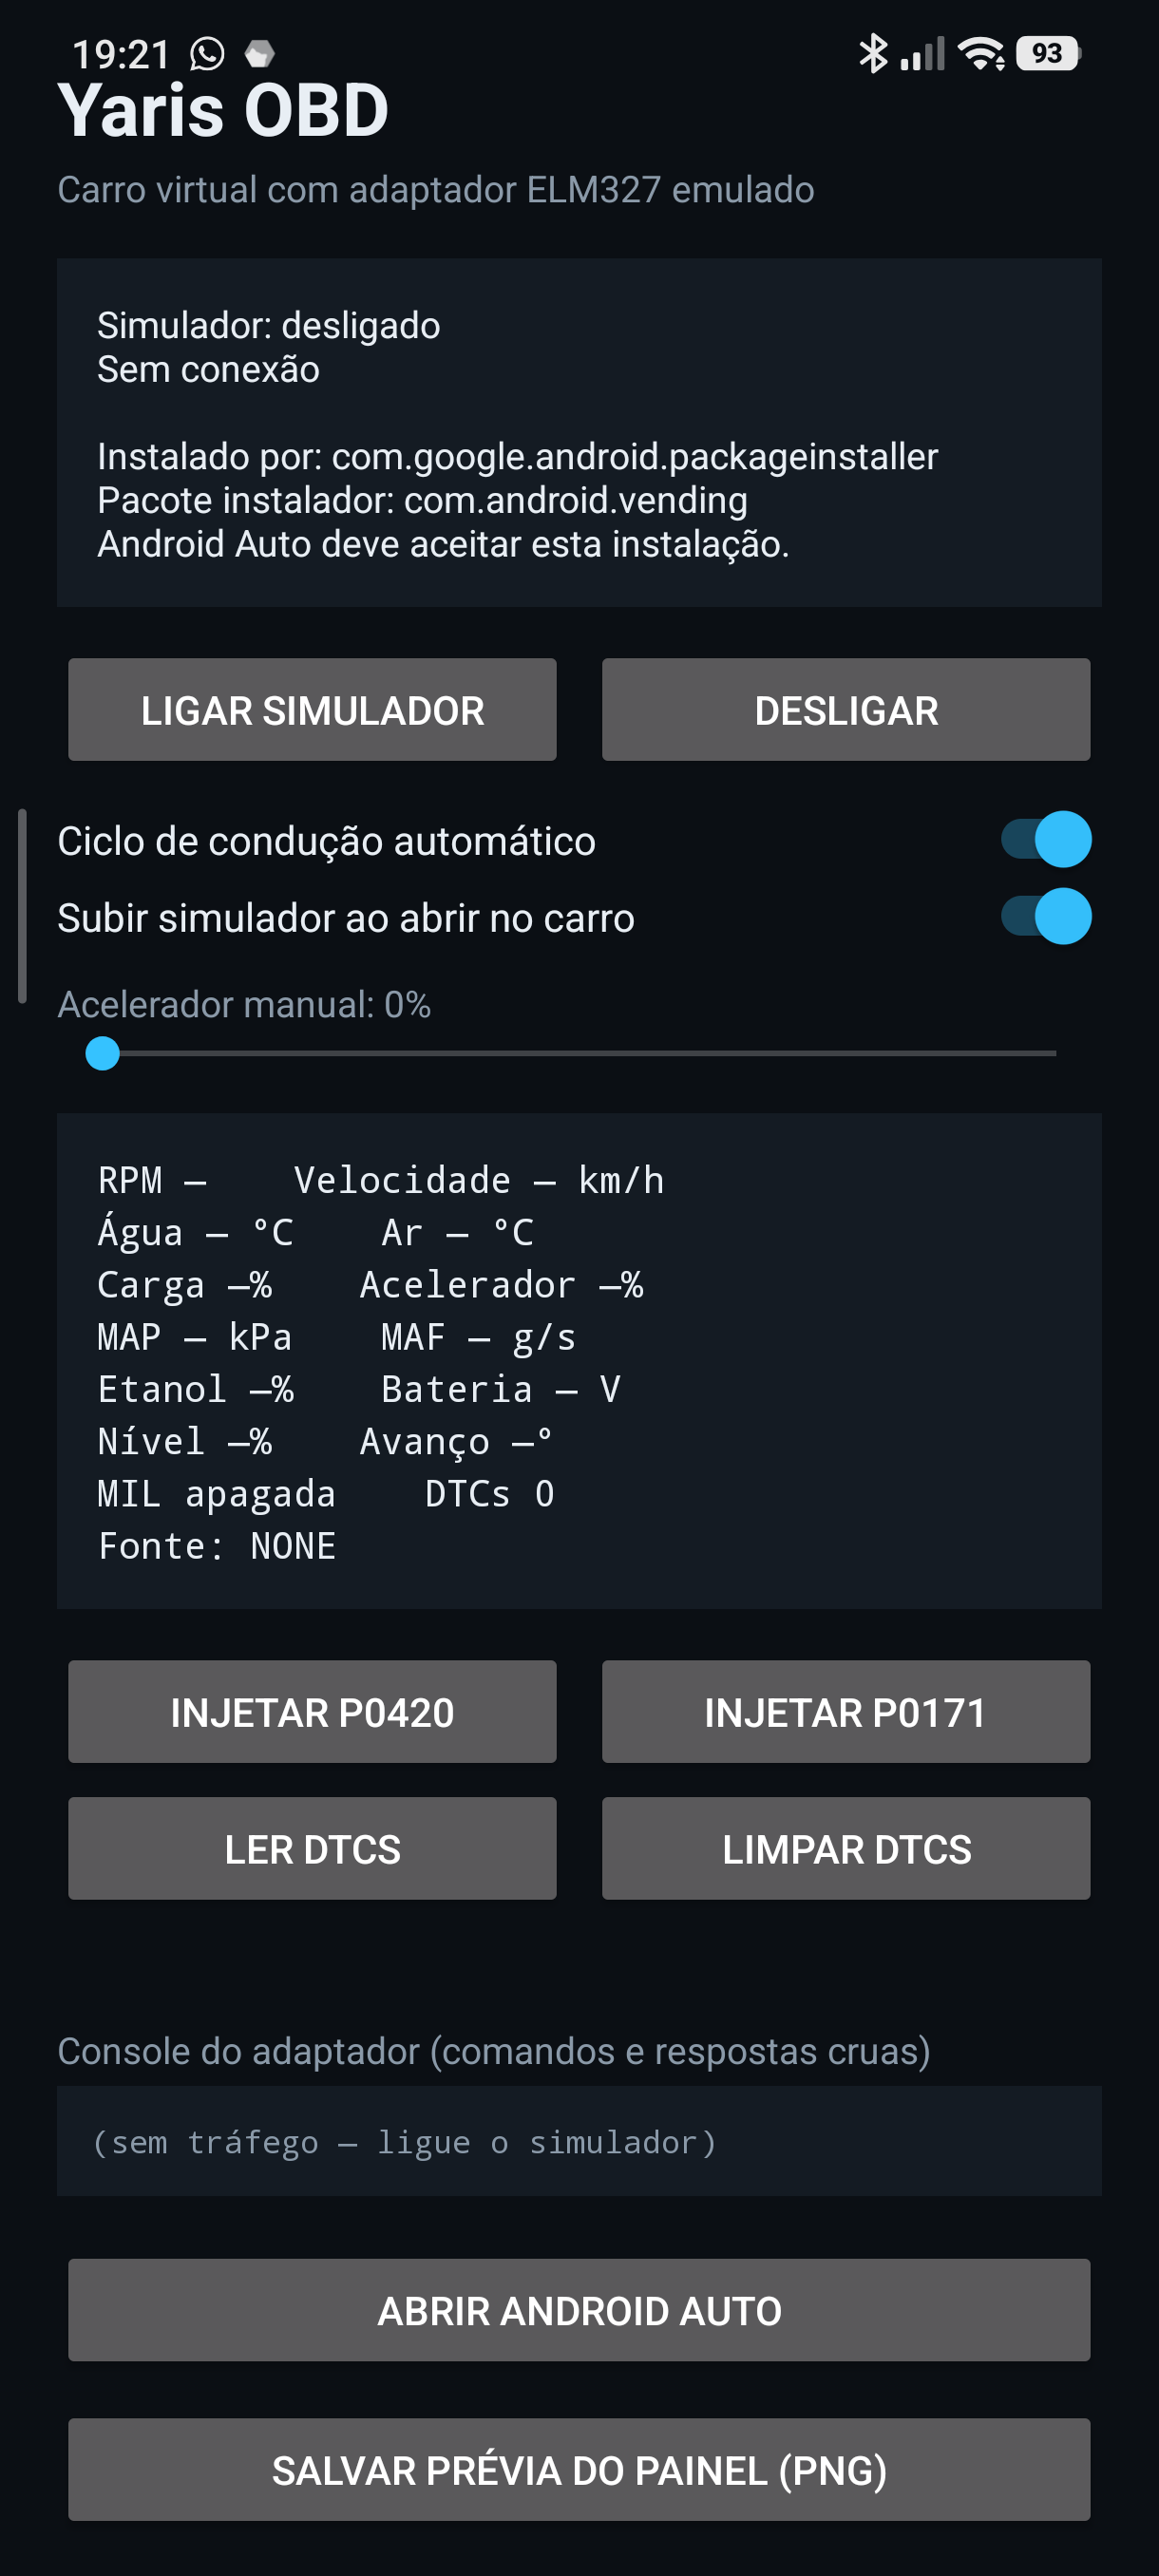 19:21
93
Yaris OBD
Carro virtual com adaptador ELM327 emulado
Simulador: desligado
Sem conexão
Instalado por: com.google.android.packageinstaller
Pacote instalador: com.android.vending
Android Auto deve aceitar esta instalação.
LIGAR SIMULADOR
DESLIGAR
Ciclo de condução automático
Subir simulador ao abrir no carro
Acelerador manual: 0%
RPM — Velocidade — km/h
Água — °C Ar — °C
Carga —% Acelerador —%
MAP — kPa MAF — g/s
Etanol —% Bateria — V
Nível —% Avanço —°
MIL apagada DTCs 0
Fonte: NONE
INJETAR P0420
INJETAR P0171
LER DTCS
LIMPAR DTCS
Console do adaptador (comandos e respostas cruas)
(sem tráfego — ligue o simulador)
ABRIR ANDROID AUTO
SALVAR PRÉVIA DO PAINEL (PNG)